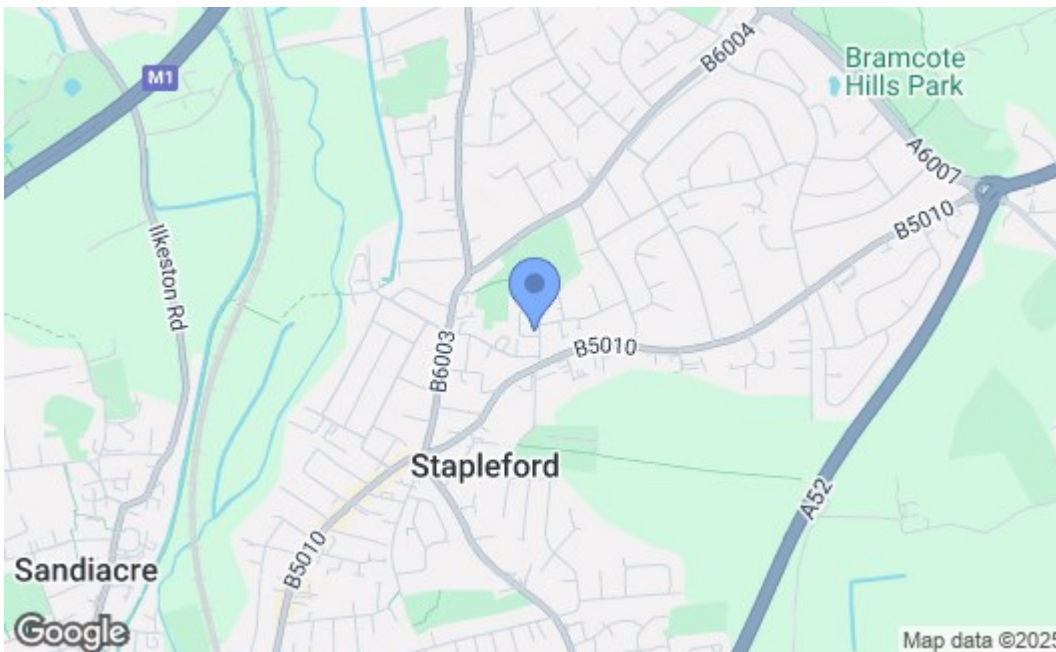 M1
B6004
Bramcote
Hills Park
A6007
B5010
Ilkeston Rd
B6003
B5010
Stapleford
A52
B5010
Sandiacre
Google
Map data ©2025